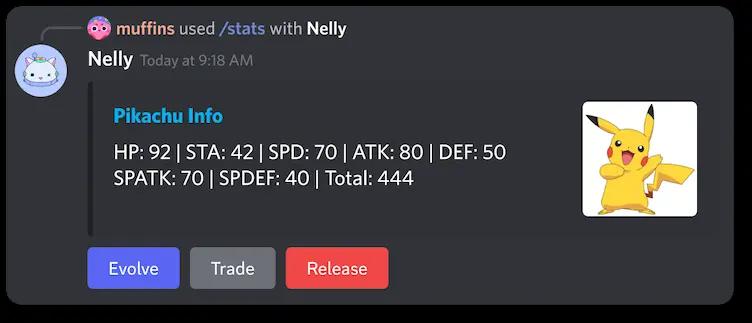 muffins used /stats with Nelly
Nelly Today at 9:18 AM
Pikachu Info
HP: 92 | STA: 42 | SPD: 70 | ATK: 80 | DEF: 50
SPATK: 70 | SPDEF: 40 | Total: 444
Evolve Trade Release